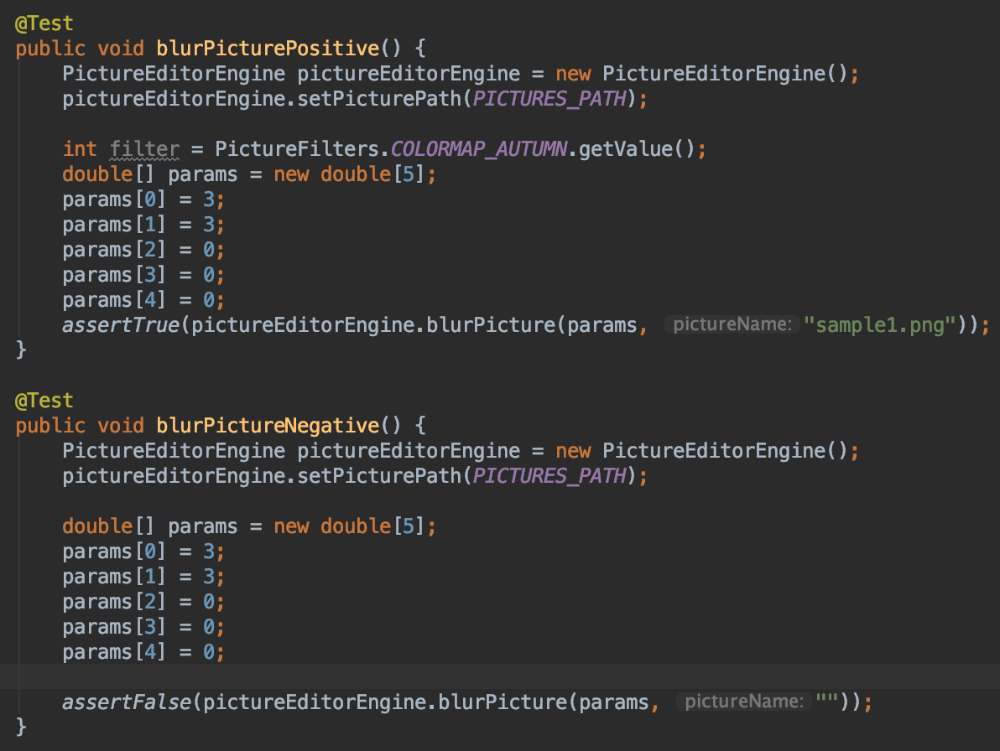 @Test
public void blurPicturePositive() {
PictureEditorEngine pictureEditorEngine = new PictureEditorEngine();
pictureEditorEngine.setPicturePath(PICTURES_PATH);
int filter = PictureFilters.COLORMAP_AUTUMN.getValue();
double[] params = new double[5];
params[0] = 3;
params[1] = 3;
params[2] = 0;
params[3] = 0;
params[4] = 0;
assertTrue(pictureEditorEngine.blurPicture(params, pictureName: "sample1.png"));
}
@Test
public void blurPictureNegative() {
PictureEditorEngine pictureEditorEngine = new PictureEditorEngine();
pictureEditorEngine.setPicturePath(PICTURES_PATH);
double[] params = new double[5];
params[0] = 3;
params[1] = 3;
params[2] = 0;
params[3] = 0;
params[4] = 0;
assertFalse(pictureEditorEngine.blurPicture(params, pictureName: ""));
}